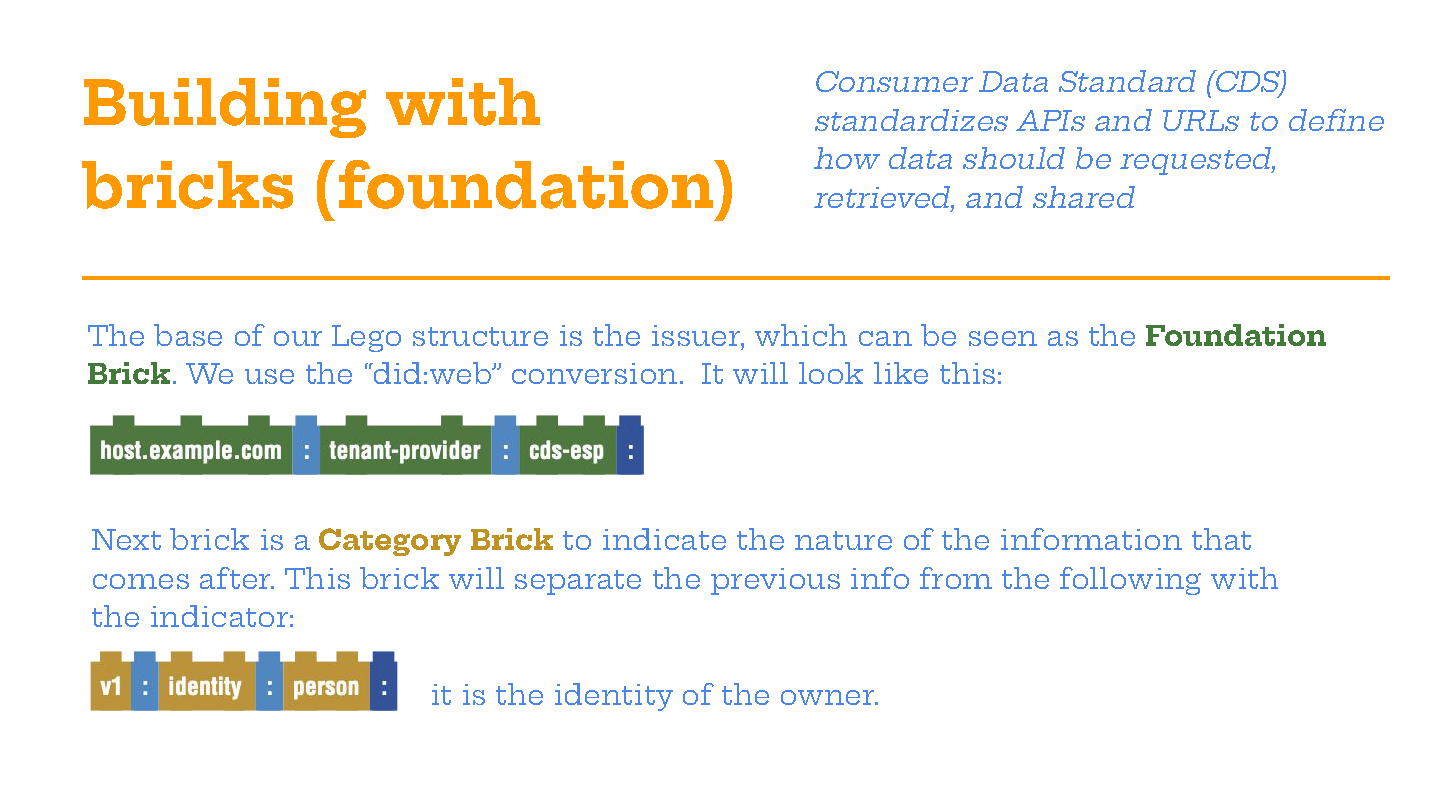 Building with
bricks (foundation)
Consumer Data Standard (CDS)
standardizes APIs and URLs to define
how data should be requested,
retrieved, and shared
The base of our Lego structure is the issuer, which can be seen as the Foundation
Brick. We use the “did:web” conversion.  It will look like this:
host.example.com : tenant-provider : cds-esp :
Next brick is a Category Brick to indicate the nature of the information that
comes after. This brick will separate the previous info from the following with
the indicator:
v1 : identity : person :
it is the identity of the owner.